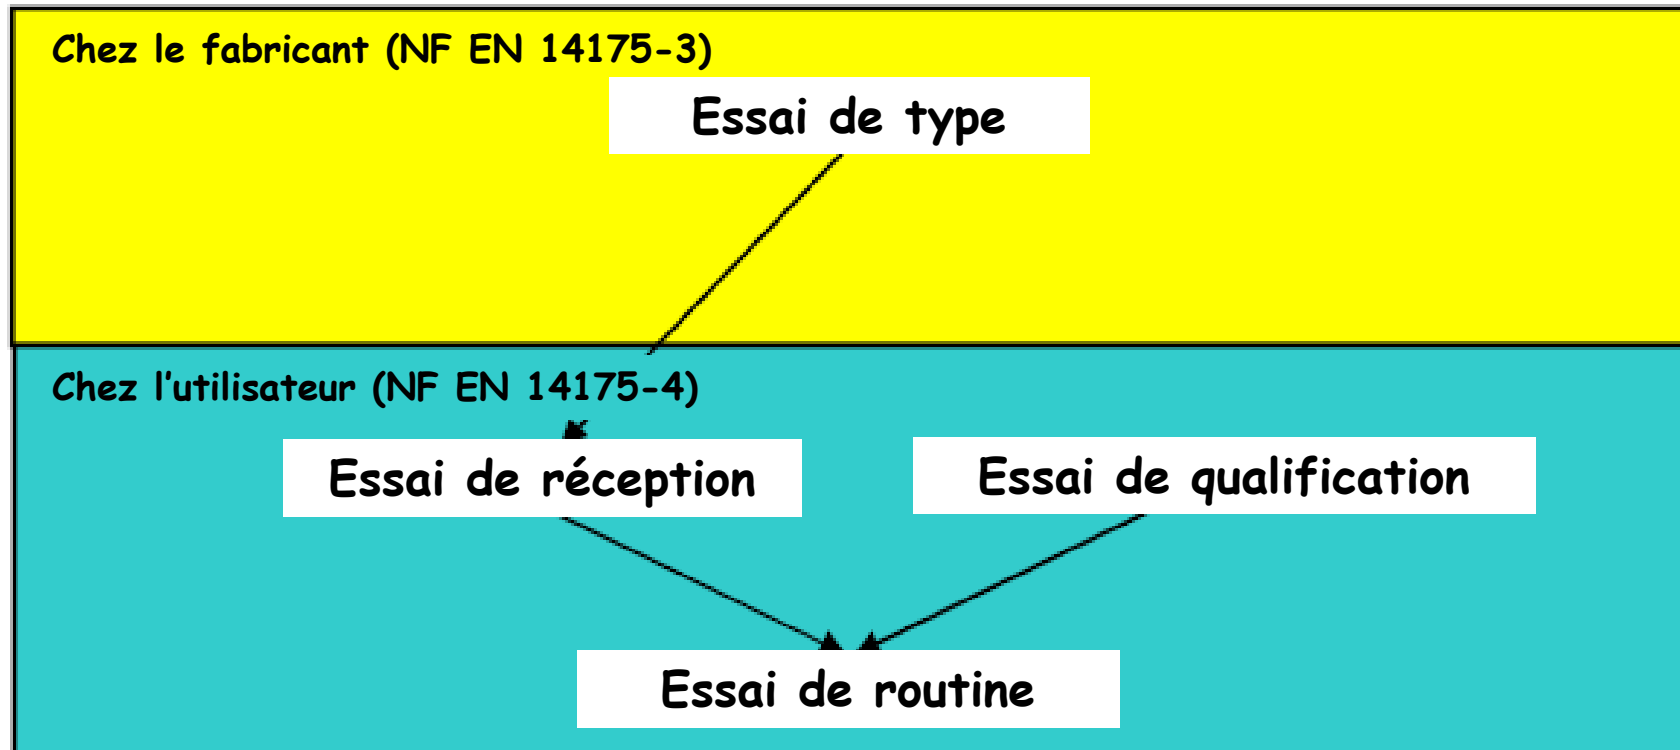 Chez le fabricant (NF EN 14175-3)
Essai de type
Chez l'utilisateur (NF EN 14175-4)
Essai de réception
Essai de qualification
Essai de routine